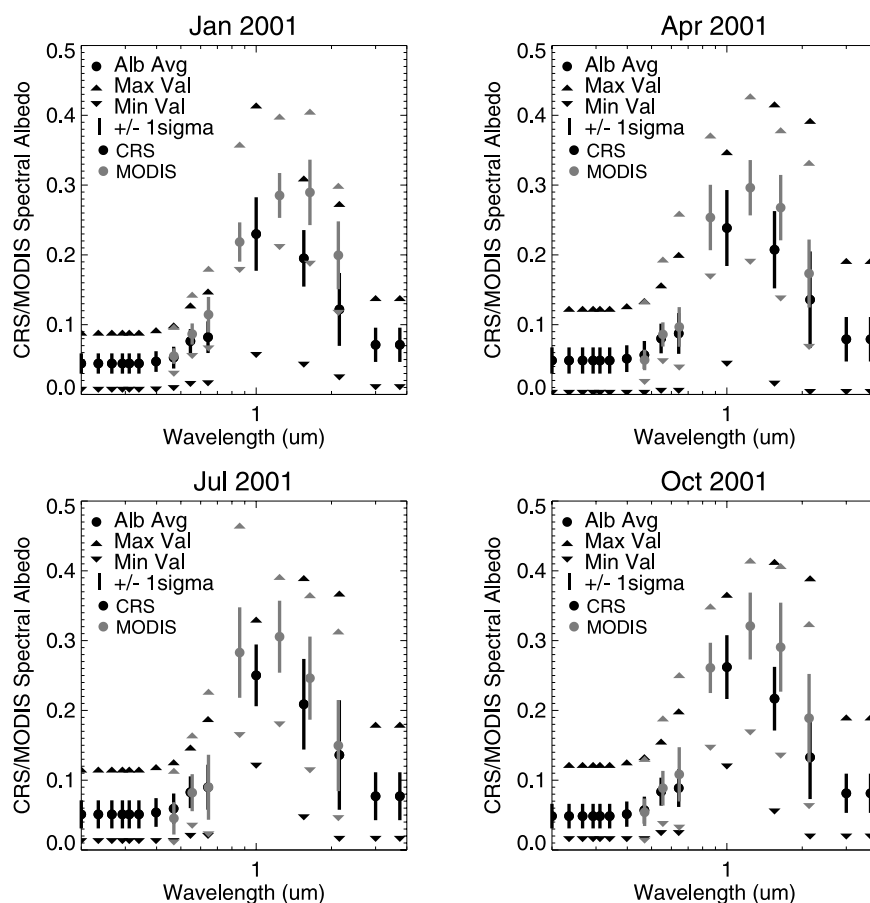 Jan 2001
CRS/MODIS Spectral Albedo
0.5
0.4
0.3
0.2
0.1
0.0
Alb Avg
Max Val
Min Val
+/- 1sigma
CRS
MODIS
1
Wavelength (um)
Apr 2001
CRS/MODIS Spectral Albedo
0.5
0.4
0.3
0.2
0.1
0.0
Alb Avg
Max Val
Min Val
+/- 1sigma
CRS
MODIS
1
Wavelength (um)
Jul 2001
CRS/MODIS Spectral Albedo
0.5
0.4
0.3
0.2
0.1
0.0
Alb Avg
Max Val
Min Val
+/- 1sigma
CRS
MODIS
1
Wavelength (um)
Oct 2001
CRS/MODIS Spectral Albedo
0.5
0.4
0.3
0.2
0.1
0.0
Alb Avg
Max Val
Min Val
+/- 1sigma
CRS
MODIS
1
Wavelength (um)